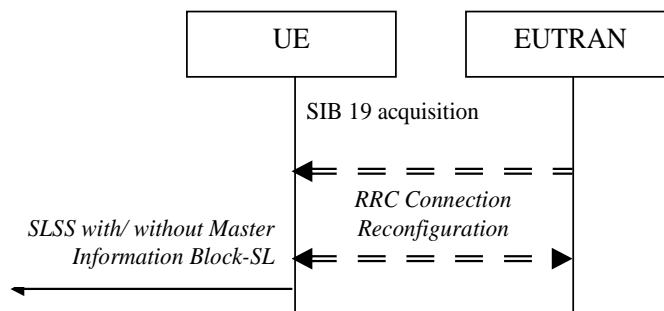 UE
EUTRAN
SIB 19 acquisition
RRC Connection
Reconfiguration
SLSS with/ without Master
Information Block-SL